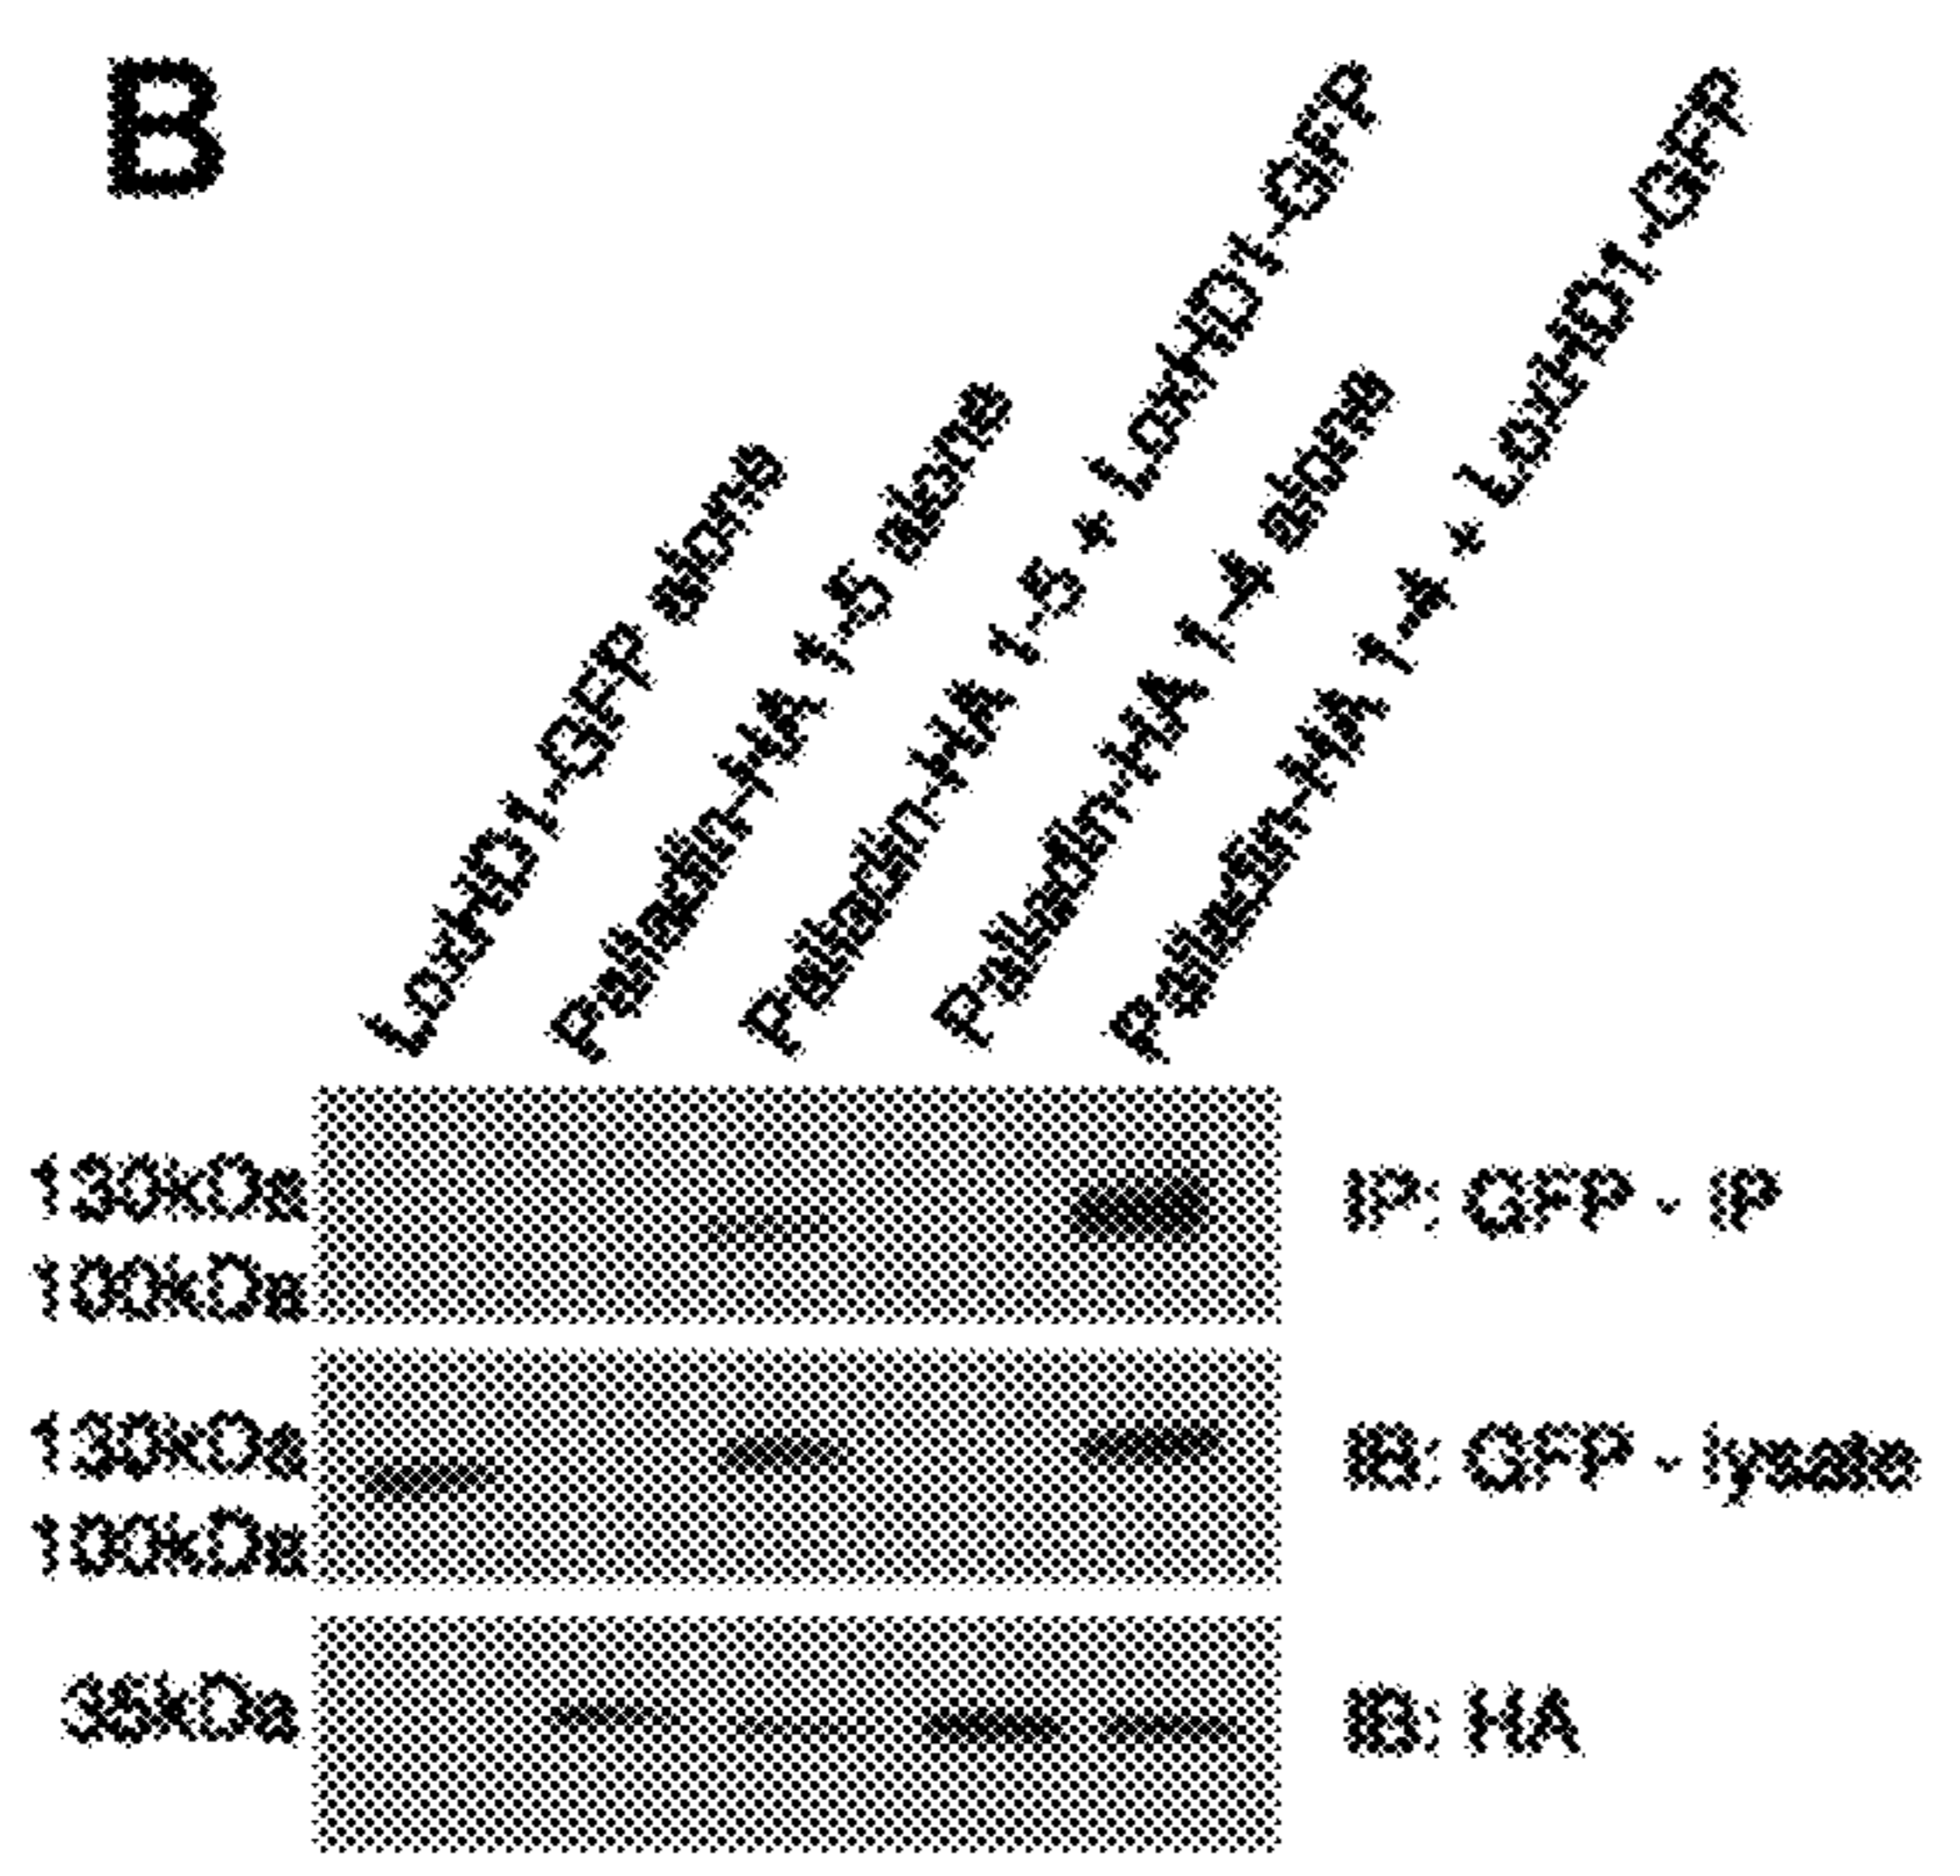 B
LoxHD1-GFP alone
Palladin-HA 1-5 alone
Palladin-HA 1-5 + LoxHD1-GFP
Palladin-HA 1-4 alone
Palladin-HA 1-4 + LoxHD1-GFP
130kDa
100kDa
IP: GFP - IP
130kDa
100kDa
IB: GFP - lysate
35kDa
IB: HA